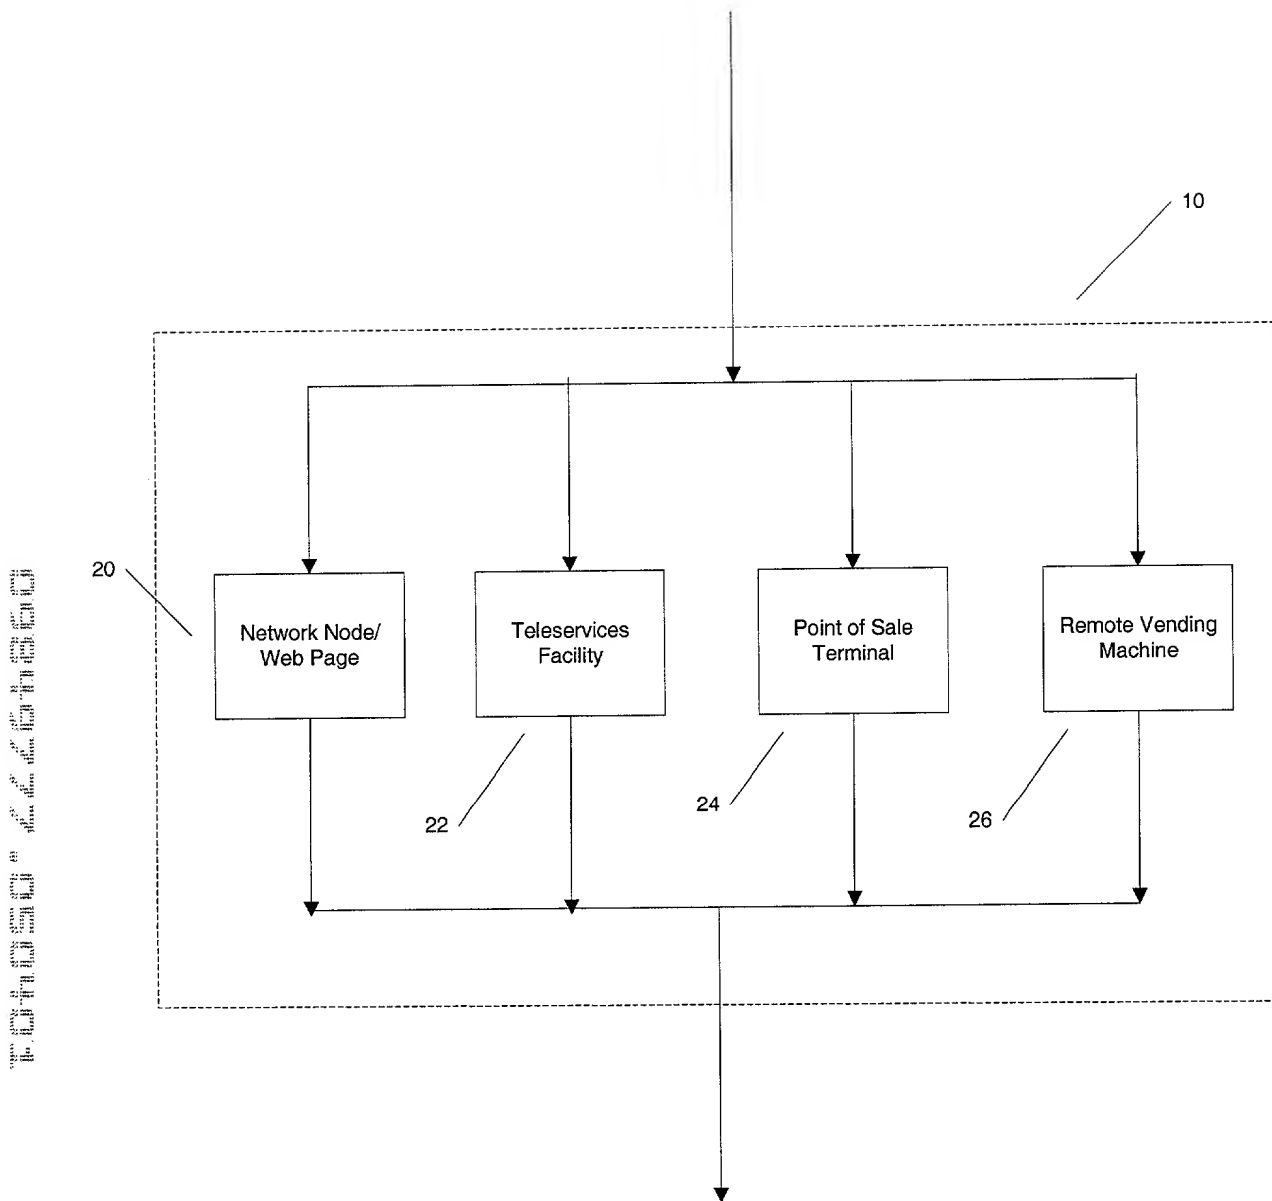 10
20
Network Node/
Web Page
Teleservices
Facility
Point of Sale
Terminal
Remote Vending
Machine
22
24
26